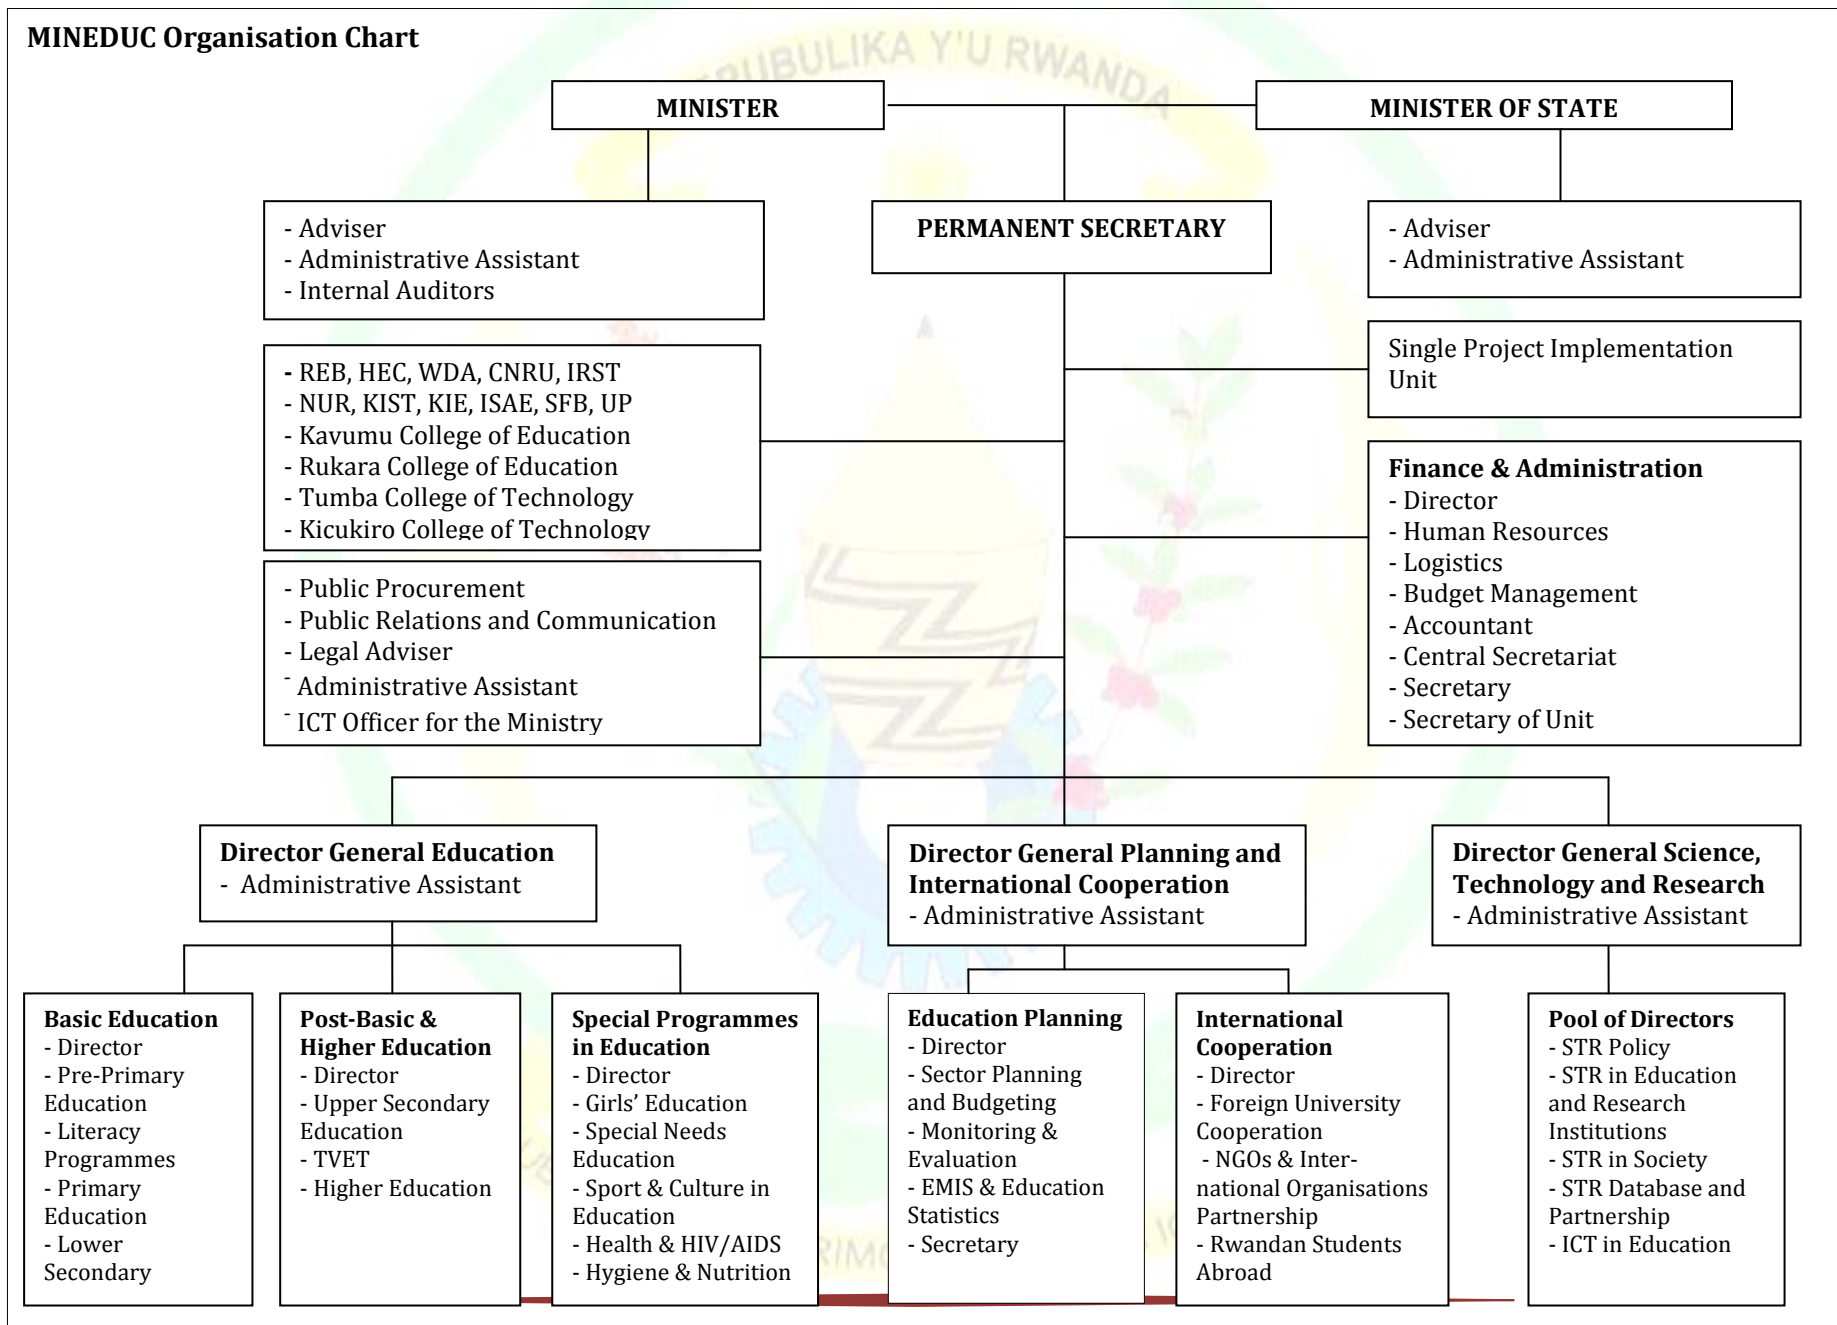 MINEDUC Organisation Chart
REPUBULIKA Y'U RWANDA
MINISTER
MINISTER OF STATE
- Adviser
- Administrative Assistant
- Internal Auditors
PERMANENT SECRETARY
- Adviser
- Administrative Assistant
Single Project Implementation
Unit
- REB, HEC, WDA, CNRU, IRST
- NUR, KIST, KIE, ISAE, SFB, UP
- Kavumu College of Education
- Rukara College of Education
- Tumba College of Technology
- Kicukiro College of Technology
Finance & Administration
- Director
- Human Resources
- Logistics
- Budget Management
- Accountant
- Central Secretariat
- Secretary
- Secretary of Unit
- Public Procurement
- Public Relations and Communication
- Legal Adviser
- Administrative Assistant
- ICT Officer for the Ministry
Director General Education
- Administrative Assistant
Director General Planning and
International Cooperation
- Administrative Assistant
Director General Science,
Technology and Research
- Administrative Assistant
Basic Education
- Director
- Pre-Primary
Education
- Literacy
Programmes
- Primary
Education
- Lower
Secondary
Post-Basic &
Higher Education
- Director
- Upper Secondary
Education
- TVET
- Higher Education
Special Programmes
in Education
- Director
- Girls’ Education
- Special Needs
Education
- Sport & Culture in
Education
- Health & HIV/AIDS
- Hygiene & Nutrition
Education Planning
- Director
- Sector Planning
and Budgeting
- Monitoring &
Evaluation
- EMIS & Education
Statistics
- Secretary
International
Cooperation
- Director
- Foreign University
Cooperation
- NGOs & Inter-
national Organisations
Partnership
- Rwandan Students
Abroad
Pool of Directors
- STR Policy
- STR in Education
and Research
Institutions
- STR in Society
- STR Database and
Partnership
- ICT in Education